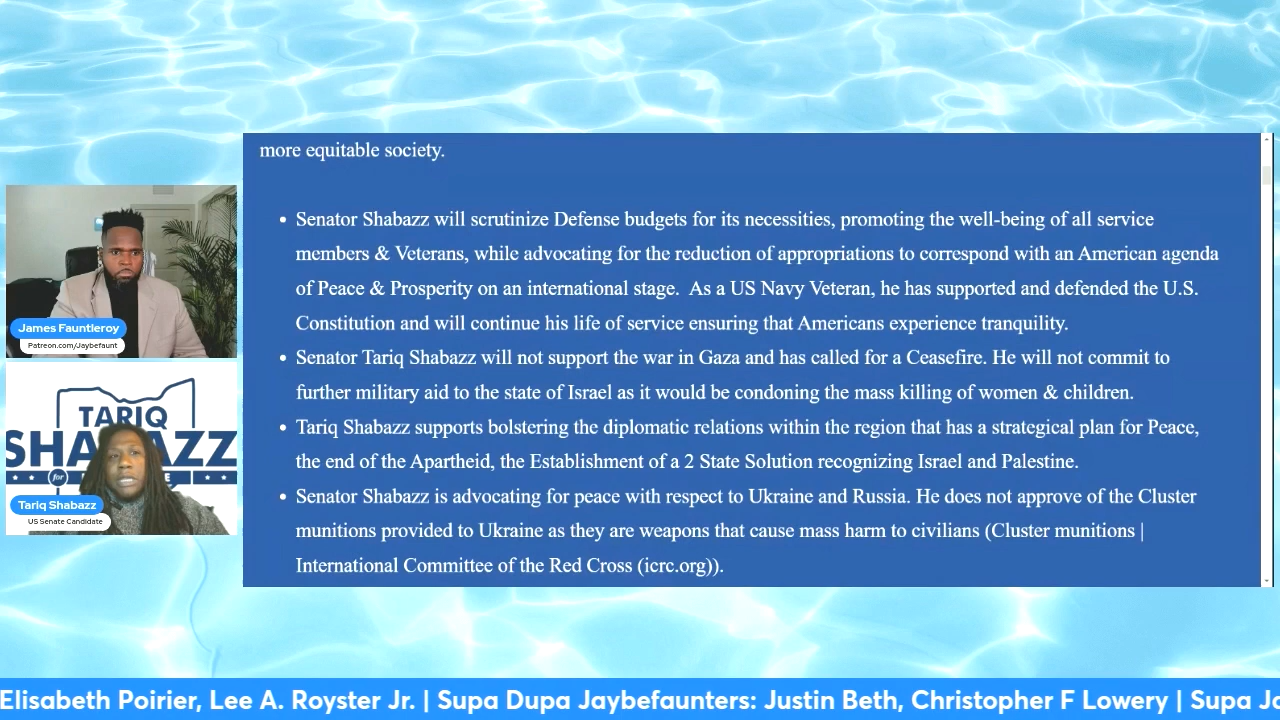 more equitable society.
• Senator Shabazz will scrutinize Defense budgets for its necessities, promoting the well-being of all service
members & Veterans, while advocating for the reduction of appropriations to correspond with an American agenda
of Peace & Prosperity on an international stage.  As a US Navy Veteran, he has supported and defended the U.S.
Constitution and will continue his life of service ensuring that Americans experience tranquility.
• Senator Tariq Shabazz will not support the war in Gaza and has called for a Ceasefire. He will not commit to
further military aid to the state of Israel as it would be condoning the mass killing of women & children.
• Tariq Shabazz supports bolstering the diplomatic relations within the region that has a strategical plan for Peace,
the end of the Apartheid, the Establishment of a 2 State Solution recognizing Israel and Palestine.
• Senator Shabazz is advocating for peace with respect to Ukraine and Russia. He does not approve of the Cluster
munitions provided to Ukraine as they are weapons that cause mass harm to civilians (Cluster munitions |
International Committee of the Red Cross (icrc.org)).
James Fauntleroy
Patreon.com/Jaybefaunt
TARIQ
SHABAZZ
for
Tariq Shabazz
US Senate Candidate
Elisabeth Poirier, Lee A. Royster Jr. | Supa Dupa Jaybefaunters: Justin Beth, Christopher F Lowery | Supa